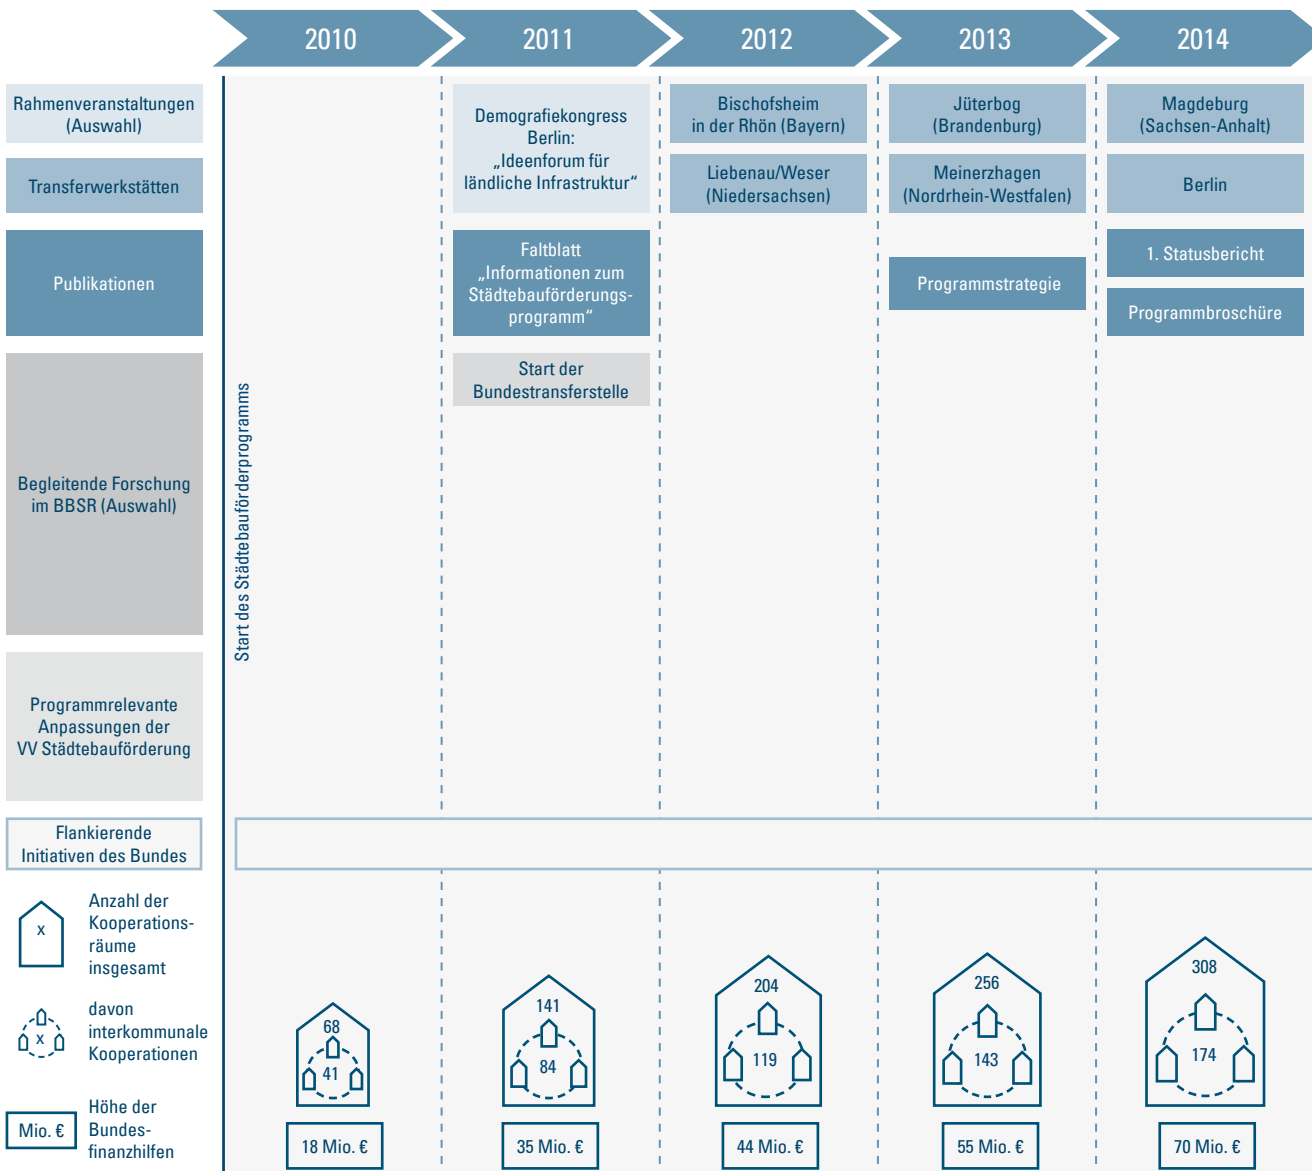 2010
2011
2012
2013
2014
Rahmenveranstaltungen
(Auswahl)
Transferwerkstätten
Demografiekongress
Berlin:
„Ideenforum für
ländliche Infrastruktur“
Bischofsheim
in der Rhön (Bayern)
Jüterbog
(Brandenburg)
Magdeburg
(Sachsen-Anhalt)
Liebenau/Weser
(Niedersachsen)
Meinerzhagen
(Nordrhein-Westfalen)
Berlin
Publikationen
Faltblatt
„Informationen zum
Städtebauförderungs-
programm“
Programmstrategie
1. Statusbericht
Programmbroschüre
Begleitende Forschung
im BBSR (Auswahl)
Start der
Bundestransferstelle
Start des Städtebauförderprogramms
Programmrelevante
Anpassungen der
VV Städtebauförderung
Flankierende
Initiativen des Bundes
x
Anzahl der
Kooperations-
räume
insgesamt
68
141
204
256
308
x
davon
interkommunale
Kooperationen
41
84
119
143
174
Mio. €
Höhe der
Bundes-
finanzhilfen
18 Mio. €
35 Mio. €
44 Mio. €
55 Mio. €
70 Mio. €